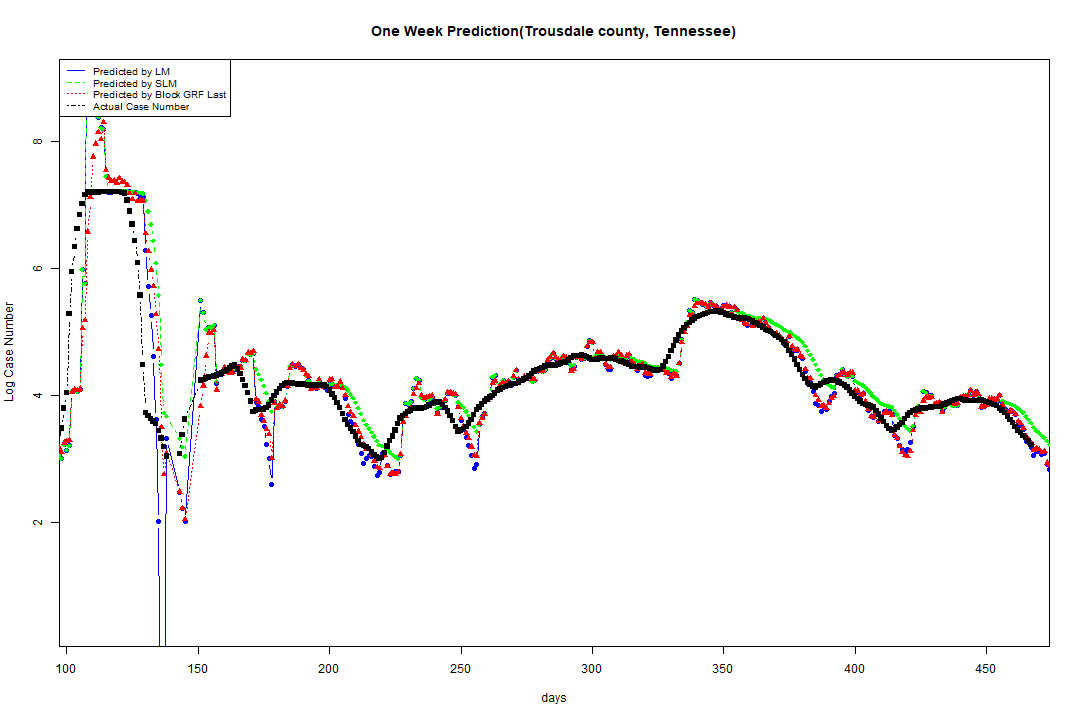 One Week Prediction(Trousdale county, Tennessee)
Predicted by LM
Predicted by SLM
Predicted by Block GRF Last
Actual Case Number
Log Case Number
8
6
4
2
100 150 200 250 300 350 400 450
days